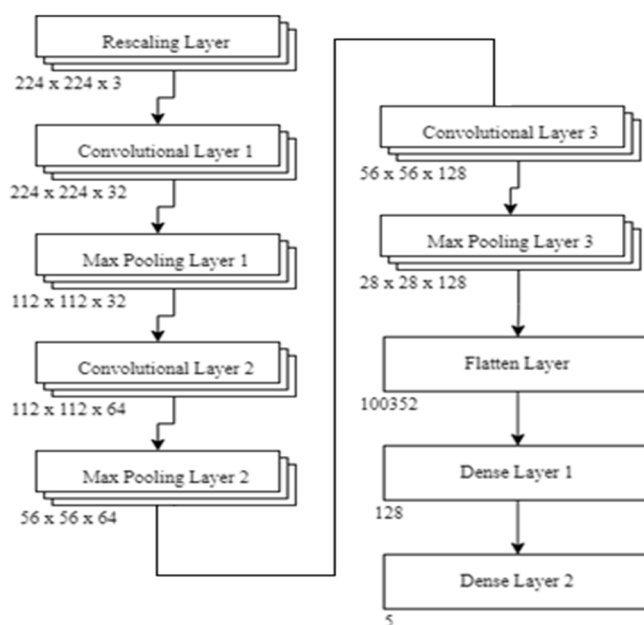 Rescaling Layer
224 x 224 x 3
Convolutional Layer 1
224 x 224 x 32
Max Pooling Layer 1
112 x 112 x 32
Convolutional Layer 2
112 x 112 x 64
Max Pooling Layer 2
56 x 56 x 64
Convolutional Layer 3
56 x 56 x 128
Max Pooling Layer 3
28 x 28 x 128
Flatten Layer
100352
Dense Layer 1
128
Dense Layer 2
5